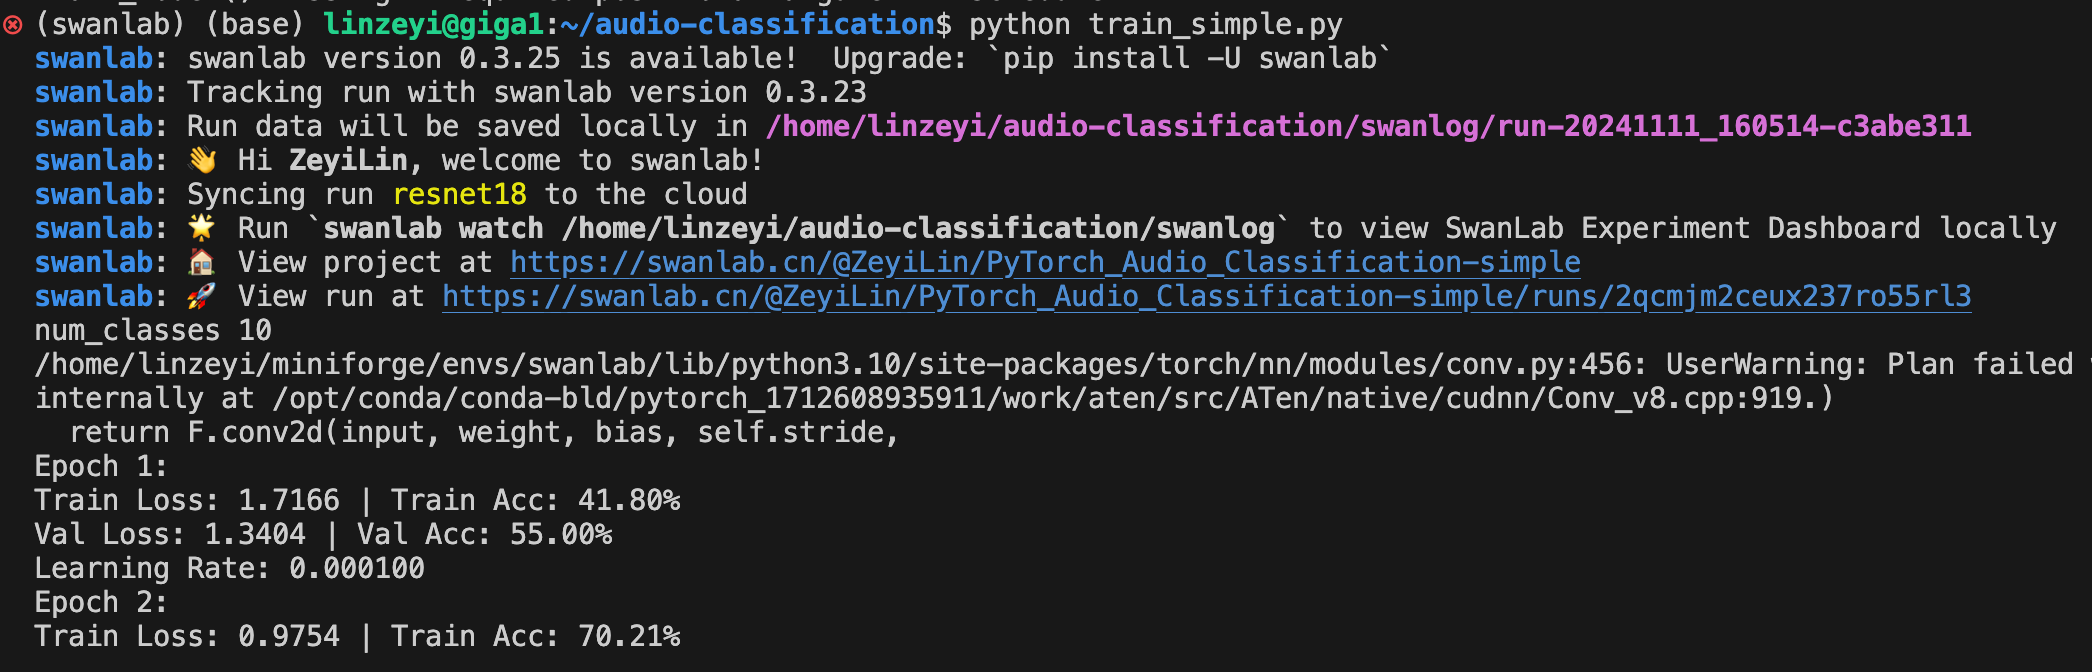 (swanlab) (base) linzeyi@giga1:~/audio-classification$ python train_simple.py
swanlab: swanlab version 0.3.25 is available!  Upgrade: `pip install -U swanlab`
swanlab: Tracking run with swanlab version 0.3.23
swanlab: Run data will be saved locally in /home/linzeyi/audio-classification/swanlog/run-20241111_160514-c3abe311
swanlab: 👋 Hi ZeyiLin, welcome to swanlab!
swanlab: Syncing run resnet18 to the cloud
swanlab: 🌟 Run `swanlab watch /home/linzeyi/audio-classification/swanlog` to view SwanLab Experiment Dashboard locally
swanlab: 🏠 View project at https://swanlab.cn/@ZeyiLin/PyTorch_Audio_Classification-simple
swanlab: 🚀 View run at https://swanlab.cn/@ZeyiLin/PyTorch_Audio_Classification-simple/runs/2qcmjm2ceux237ro55rl3
num_classes 10
/home/linzeyi/miniforge/envs/swanlab/lib/python3.10/site-packages/torch/nn/modules/conv.py:456: UserWarning: Plan failed
internally at /opt/conda/conda-bld/pytorch_1712608935911/work/aten/src/ATen/native/cudnn/Conv_v8.cpp:919.)
  return F.conv2d(input, weight, bias, self.stride,
Epoch 1:
Train Loss: 1.7166 | Train Acc: 41.80%
Val Loss: 1.3404 | Val Acc: 55.00%
Learning Rate: 0.000100
Epoch 2:
Train Loss: 0.9754 | Train Acc: 70.21%